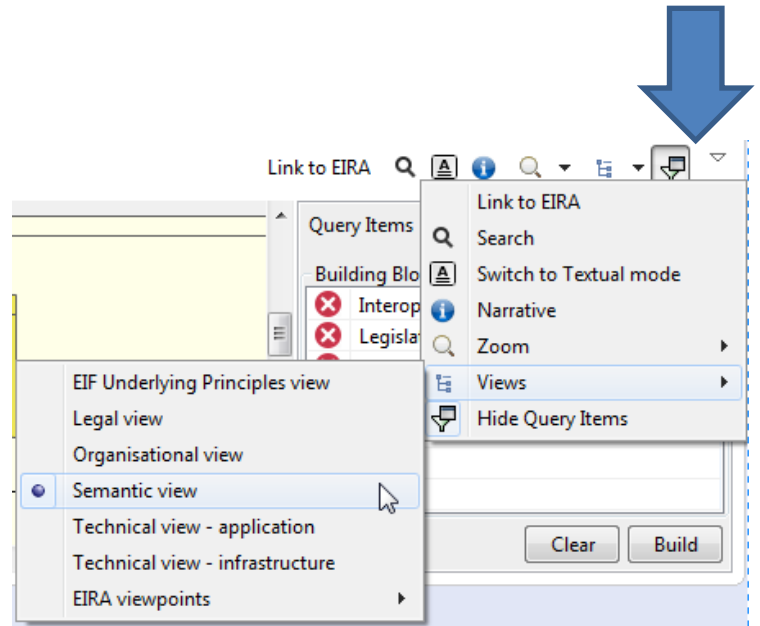 Link to EIRA
Link to EIRA
Query Items
Search
Building Blo
Switch to Textual mode
Interop
Narrative
Legisla
Zoom
EIF Underlying Principles view
Views
Legal view
Hide Query Items
Organisational view
Semantic view
Technical view - application
Technical view - infrastructure
EIRA viewpoints
Clear
Build